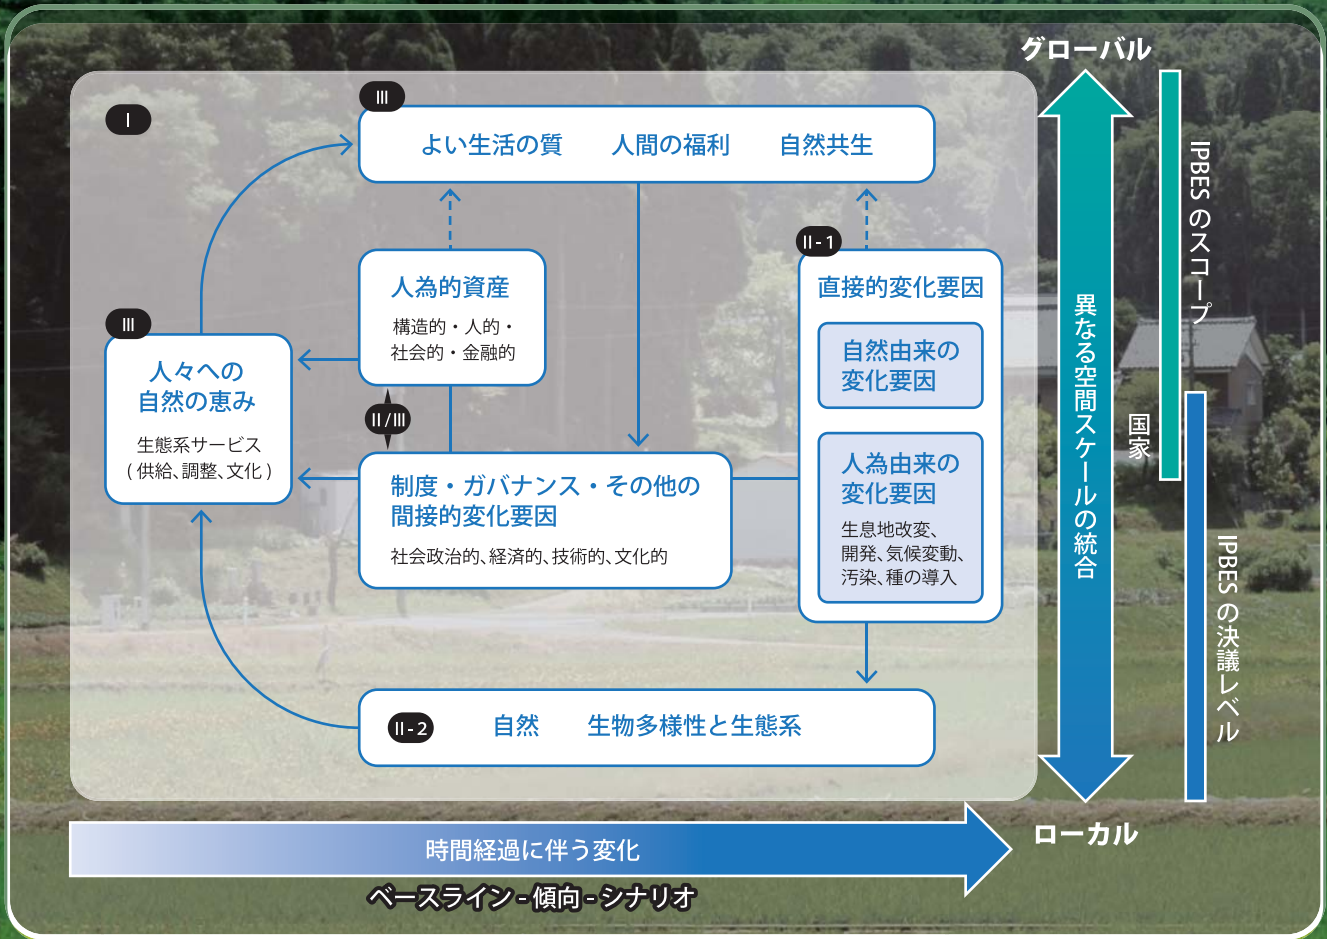 グローバル
I
III
よい生活の質 人間の福利 自然共生
II-1
人為的資産
構造的・人的・
社会的・金融的
直接的変化要因
自然由来の
変化要因
III
人々への
自然の恵み
生態系サービス
(供給、調整、文化)
II/III
制度・ガバナンス・その他の
間接的変化要因
社会政治的、経済的、技術的、文化的
人為由来の
変化要因
生息地改変、
開発、気候変動、
汚染、種の導入
II-2
自然 生物多様性と生態系
異なる空間スケールの統合
IPBESのスコープ
国家
IPBESの決議レベル
ローカル
時間経過に伴う変化
ベースライン-傾向-シナリオ